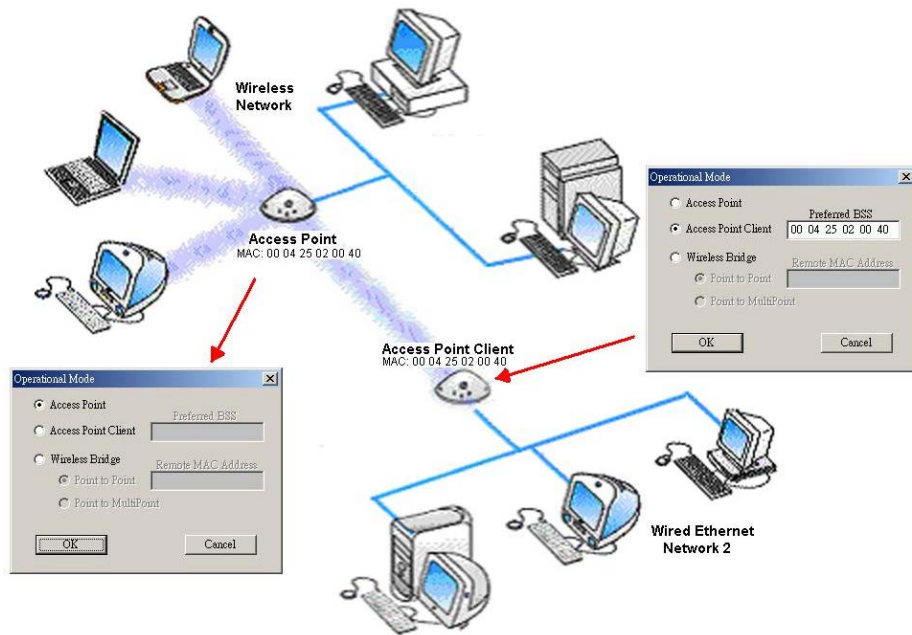 Wireless
Network
Access Point
MAC: 00 04 25 02 00 40
Operational Mode
Access Point
Preferred BSS
Access Point Client
00 04 25 02 00 40
Wireless Bridge
Remote MAC Address
Point to Point
Point to MultiPoint
OK
Cancel
Access Point Client
MAC: 00 04 25 02 00 40
Operational Mode
Access Point
Preferred BSS
Access Point Client
Wireless Bridge
Remote MAC Address
Point to Point
Point to MultiPoint
OK
Cancel
Wired Ethernet
Network 2